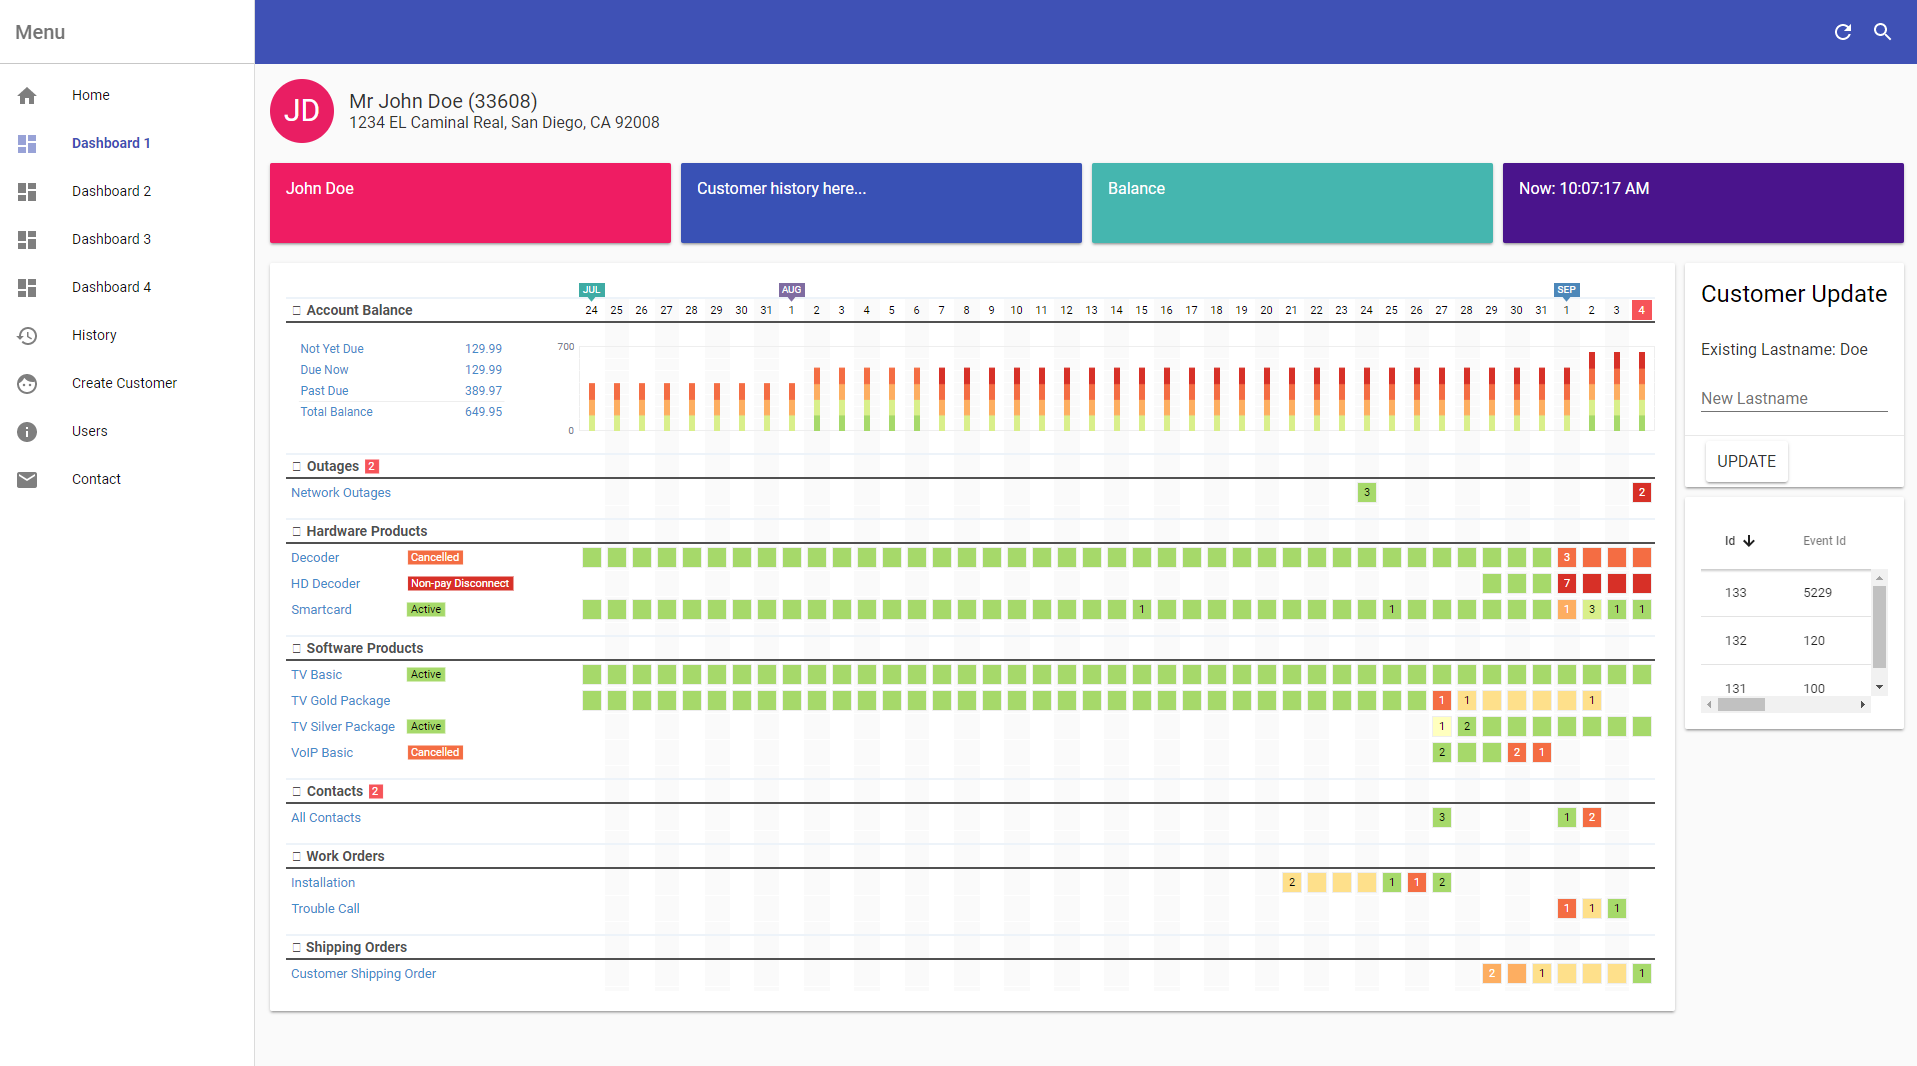 Menu
Home
Dashboard 1
Dashboard 2
Dashboard 3
Dashboard 4
History
Create Customer
Users
Contact
JD
Mr John Doe (33608)
1234 EL Caminal Real, San Diego, CA 92008
John Doe
Customer history here...
Balance
Now: 10:07:17 AM
JUL AUG SEP
Account Balance 24 25 26 27 28 29 30 31 1 2 3 4 5 6 7 8 9 10 11 12 13 14 15 16 17 18 19 20 21 22 23 24 25 26 27 28 29 30 31 1 2 3 4
700
Not Yet Due 129.99
Due Now 129.99
Past Due 389.97
Total Balance 649.95
0
Outages 2
Network Outages 3 2
Hardware Products
Decoder Cancelled 3
HD Decoder Non-pay Disconnect 7
Smartcard Active 1 1 1 3 1 1
Software Products
TV Basic Active
TV Gold Package 1 1 1
TV Silver Package Active 1 2
VoIP Basic Cancelled 2 2 1
Contacts 2
All Contacts 3 1 2
Work Orders
Installation 2 1 1 2
Trouble Call 1 1 1
Shipping Orders
Customer Shipping Order 2 1 1
Customer Update
Existing Lastname: Doe
New Lastname
UPDATE
Id Event Id
133 5229
132 120
131 100